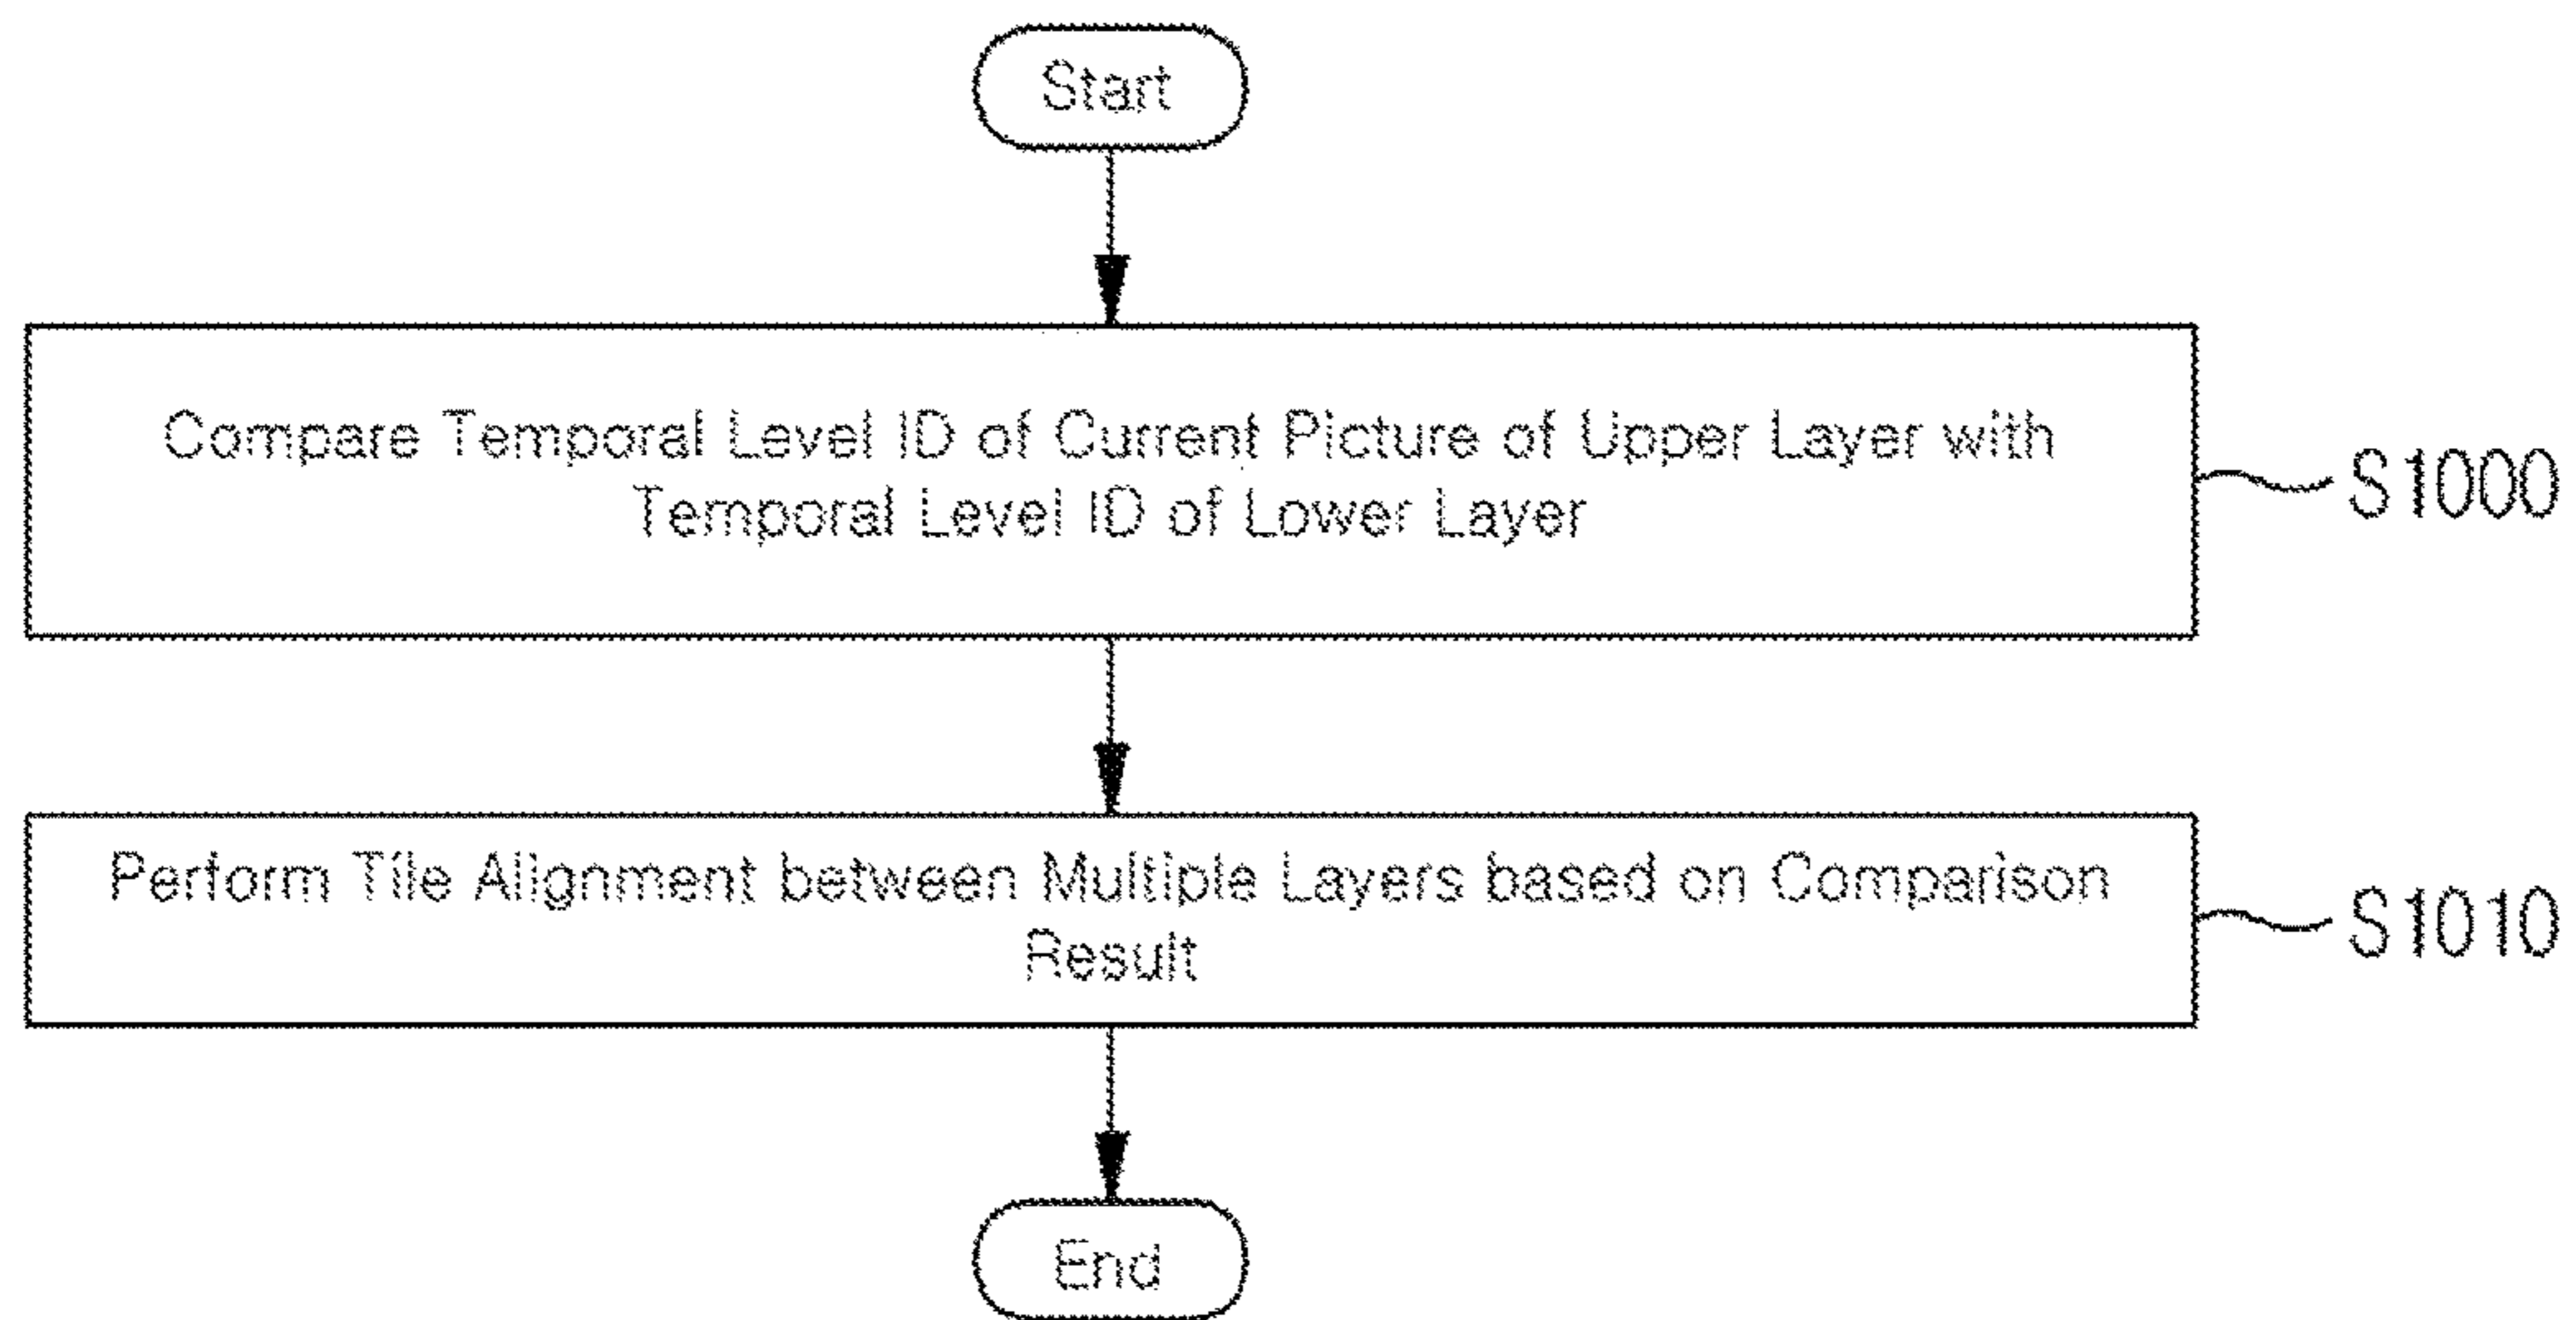 Start
Compare Temporal Level ID of Current Picture of Upper Layer with
Temporal Level ID of Lower Layer
S1000
Perform Tile Alignment between Multiple Layers based on Comparison
Result
S1010
End